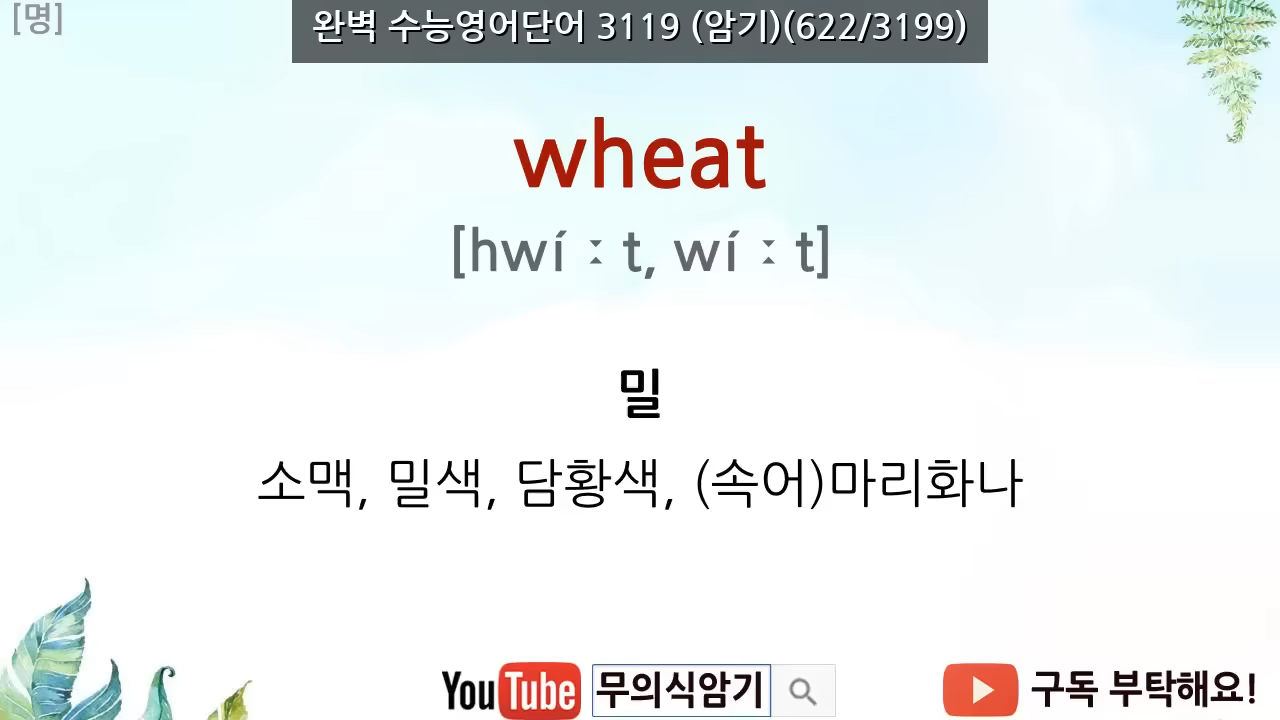 [명]
완벽 수능영어단어 3119 (암기)(622/3199)
wheat
[hwíːt, wíːt]
밀
소맥, 밀색, 담황색, (속어)마리화나
YouTube 무의식암기
구독 부탁해요!